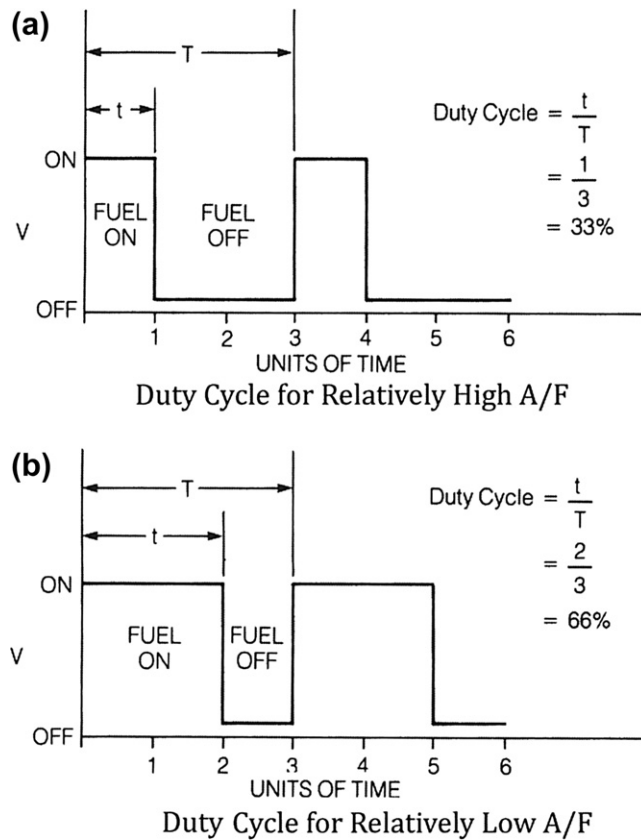 (a)
T
t
Duty Cycle = t/T
= 1/3
= 33%
ON
FUEL ON
FUEL OFF
V
OFF
1 2 3 4 5 6
UNITS OF TIME
Duty Cycle for Relatively High A/F
(b)
T
t
Duty Cycle = t/T
= 2/3
= 66%
ON
FUEL ON
FUEL OFF
V
OFF
1 2 3 4 5 6
UNITS OF TIME
Duty Cycle for Relatively Low A/F